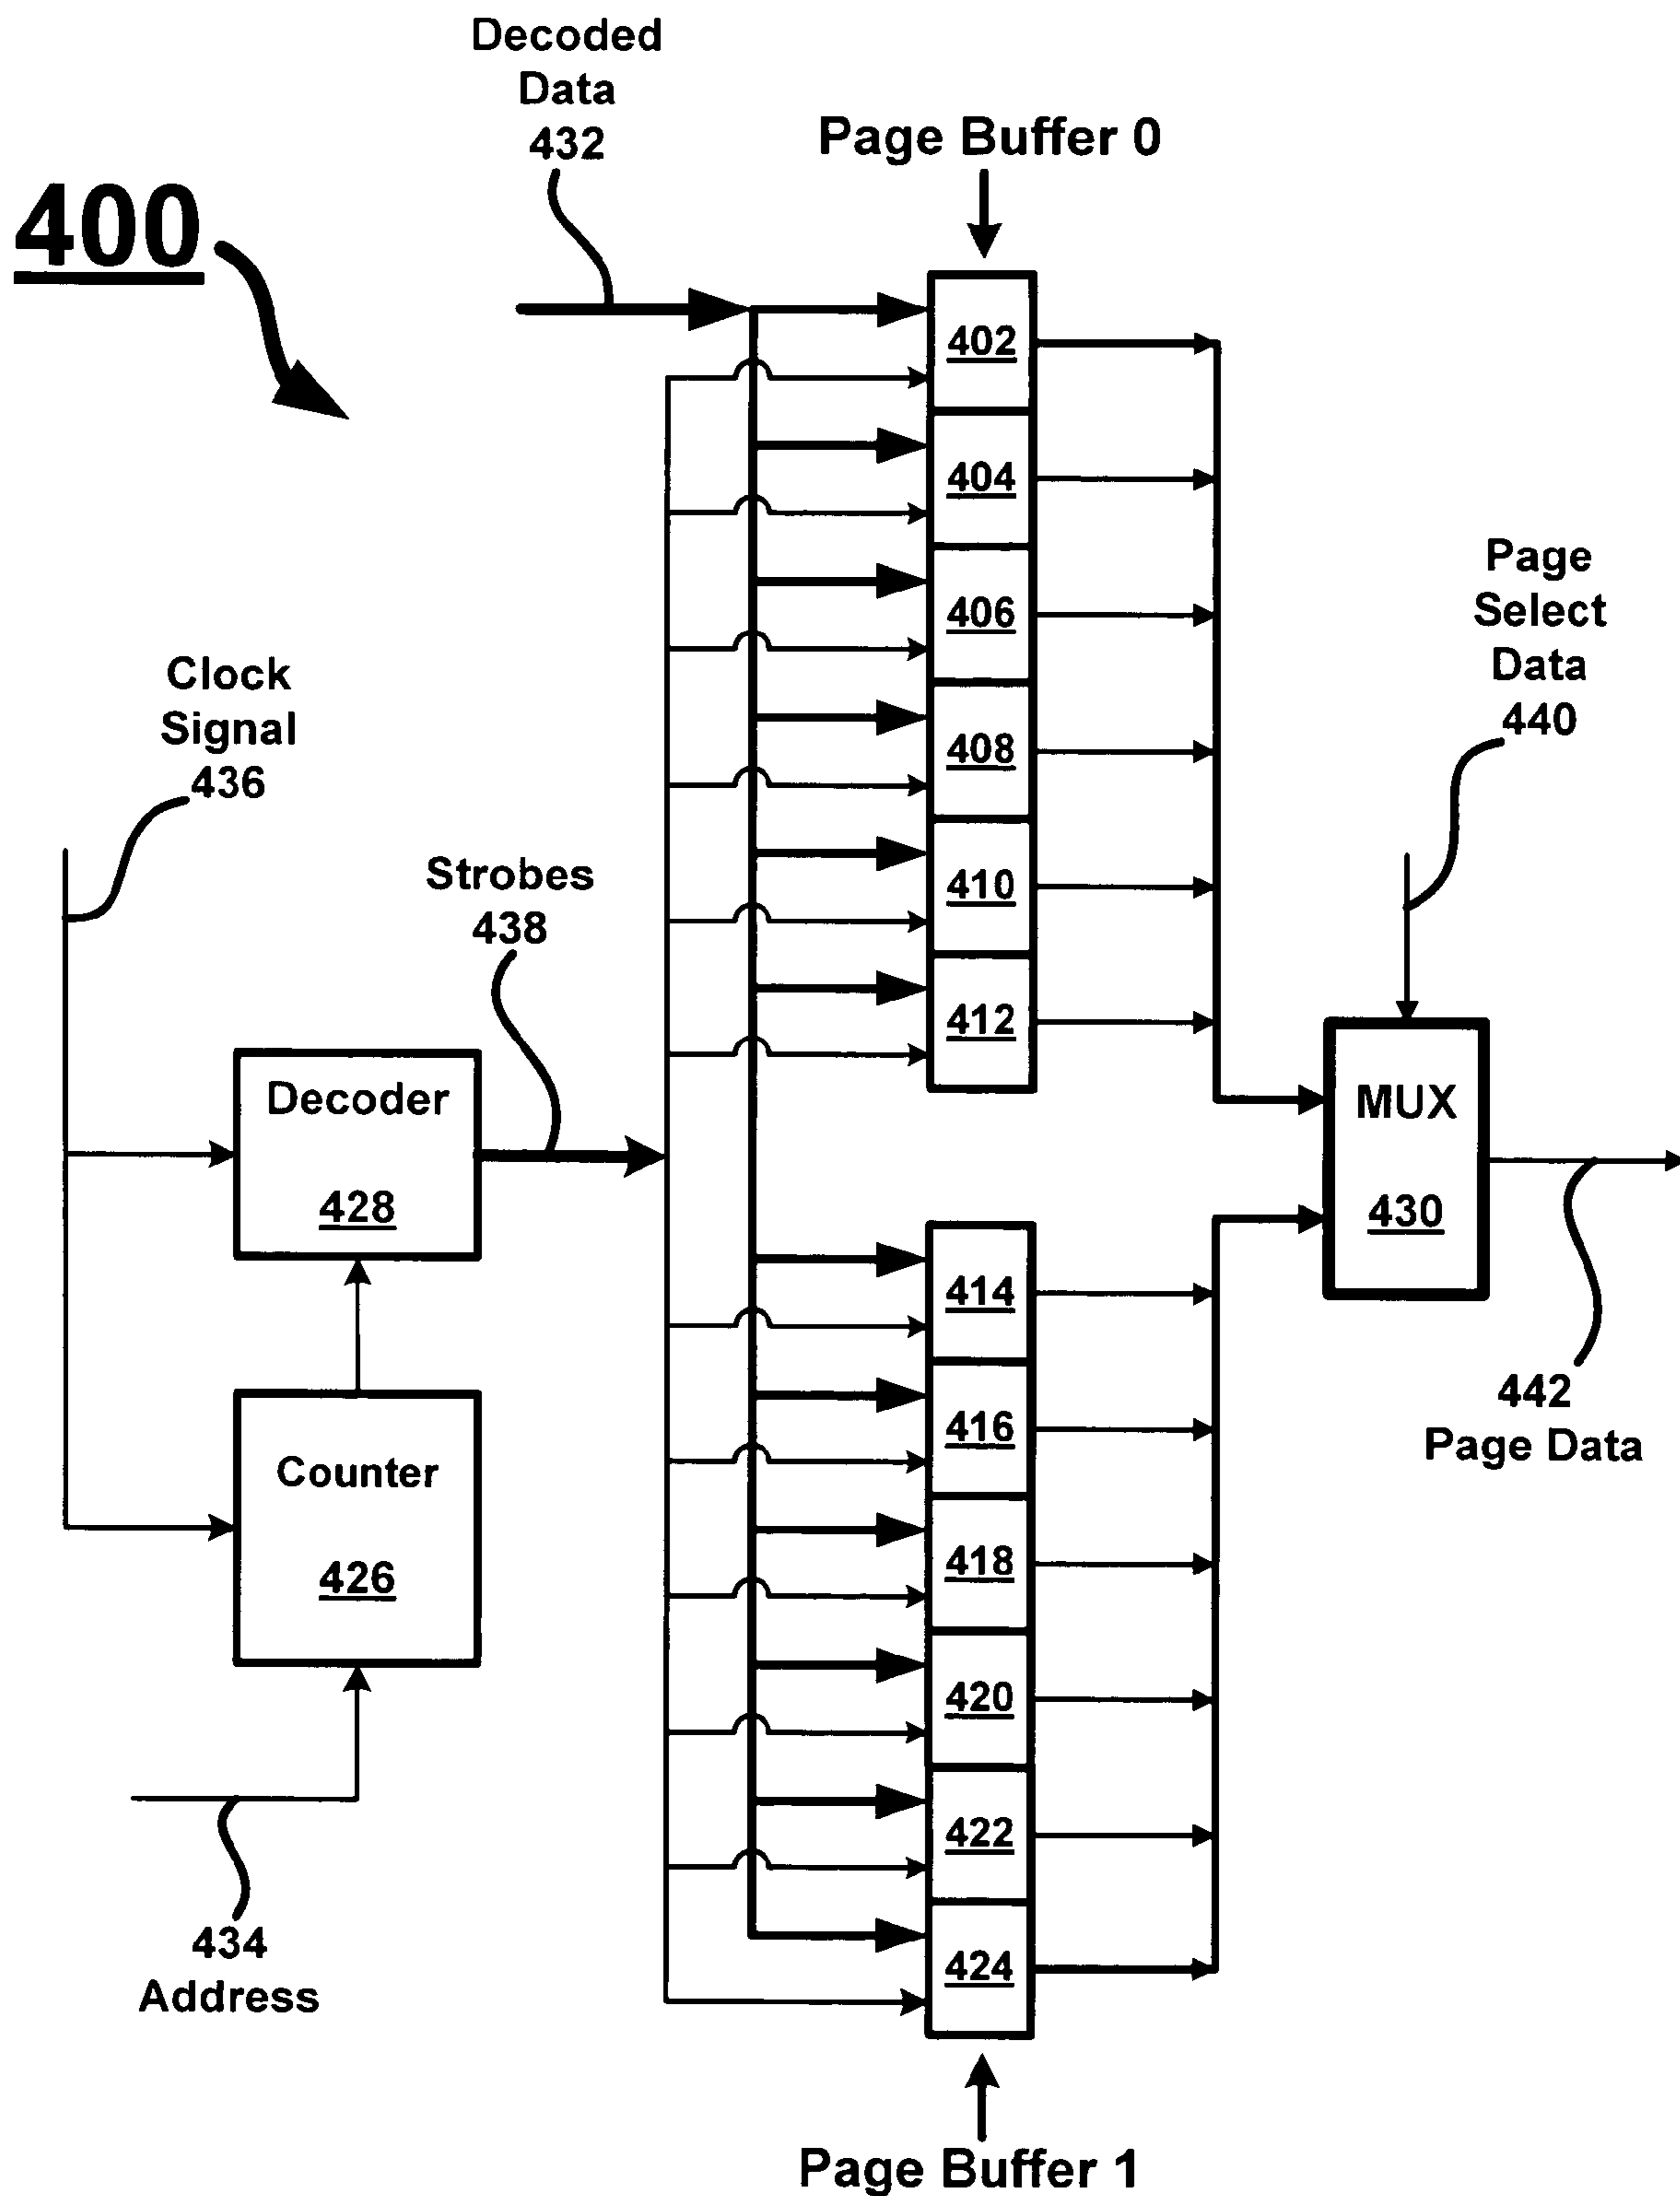 Decoded
Data
432
Page Buffer 0
400
402
404
406
408
410
412
Page
Select
Data
440
Clock
Signal
436
Strobes
438
Decoder
428
MUX
430
Counter
426
414
416
418
420
422
424
442
Page Data
434
Address
Page Buffer 1